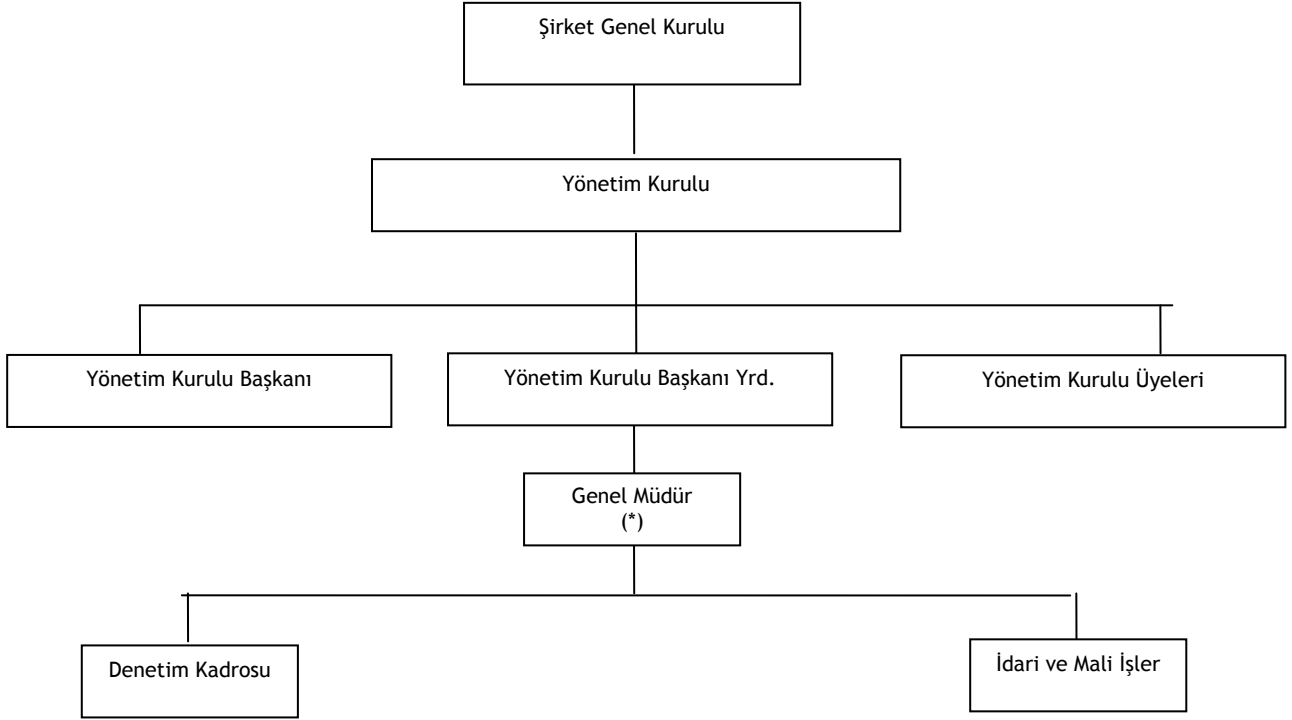 Şirket Genel Kurulu
Yönetim Kurulu
Yönetim Kurulu Başkanı
Yönetim Kurulu Başkanı Yrd.
Yönetim Kurulu Üyeleri
Genel Müdür
(*)
Denetim Kadrosu
İdari ve Mali İşler